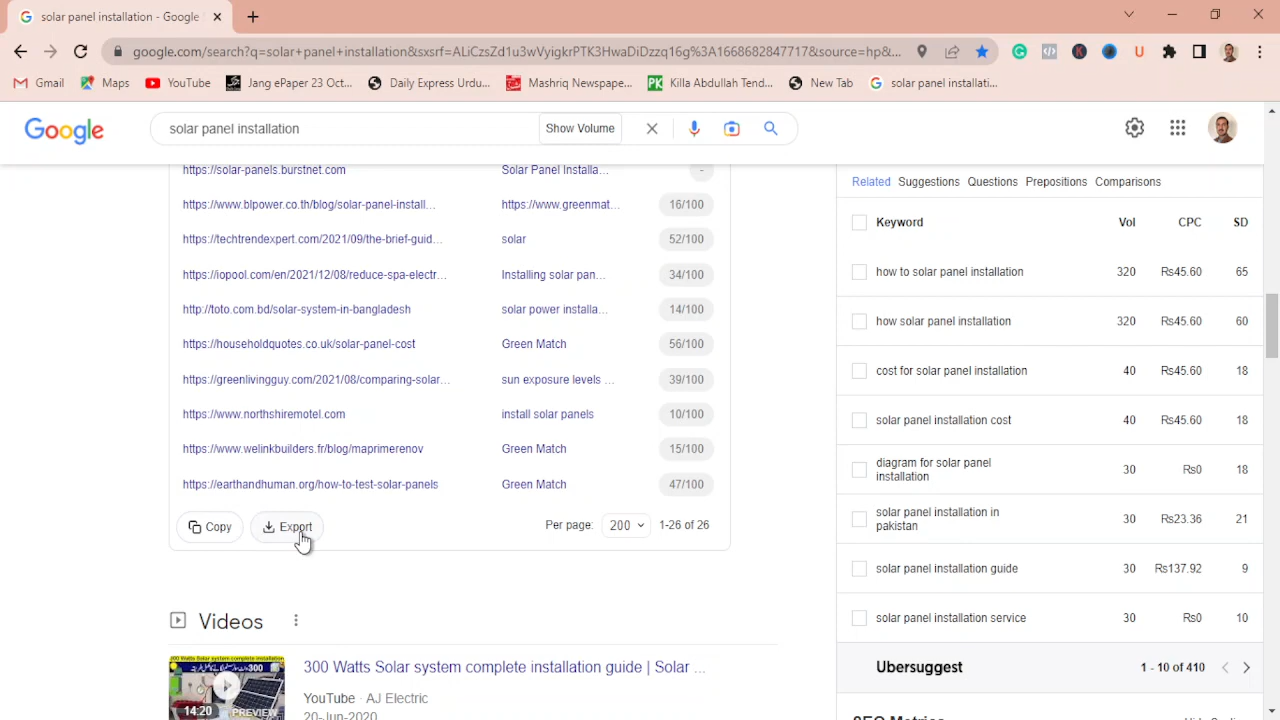 solar panel installation - Google
google.com/search?q=solar+panel+installation&sxsrf=ALiCzsZd1u3wVyigkrPTK3HwaDiDzzq16g%3A1668682847717&source=hp&...
Gmail Maps YouTube Jang ePaper 23 Oct... Daily Express Urdu... Mashriq Newspape... Killa Abdullah Tend... New Tab solar panel installati...
Google solar panel installation Show Volume
https://solar-panels.burstnet.com Solar Panel Installa... -
https://www.blpower.co.th/blog/solar-panel-install... https://www.greenmat... 16/100
https://techtrendexpert.com/2021/09/the-brief-guid... solar 52/100
https://iopool.com/en/2021/12/08/reduce-spa-electr... Installing solar pan... 34/100
http://toto.com.bd/solar-system-in-bangladesh solar power installa... 14/100
https://householdquotes.co.uk/solar-panel-cost Green Match 56/100
https://greenlivingguy.com/2021/08/comparing-solar... sun exposure levels ... 39/100
https://www.northshiremotel.com install solar panels 10/100
https://www.welinkbuilders.fr/blog/maprimerenov Green Match 15/100
https://earthandhuman.org/how-to-test-solar-panels Green Match 47/100
Copy Export Per page: 200 1-26 of 26
Videos
300 Watts Solar system complete installation guide | Solar ...
YouTube · AJ Electric
20-Jun-2020
300
14:20 PREVIEW
Related Suggestions Questions Prepositions Comparisons
Keyword Vol CPC SD
how to solar panel installation 320 Rs45.60 65
how solar panel installation 320 Rs45.60 60
cost for solar panel installation 40 Rs45.60 18
solar panel installation cost 40 Rs45.60 18
diagram for solar panel
installation 30 Rs0 18
solar panel installation in
pakistan 30 Rs23.36 21
solar panel installation guide 30 Rs137.92 9
solar panel installation service 30 Rs0 10
Ubersuggest 1 - 10 of 410
SEO Metrics